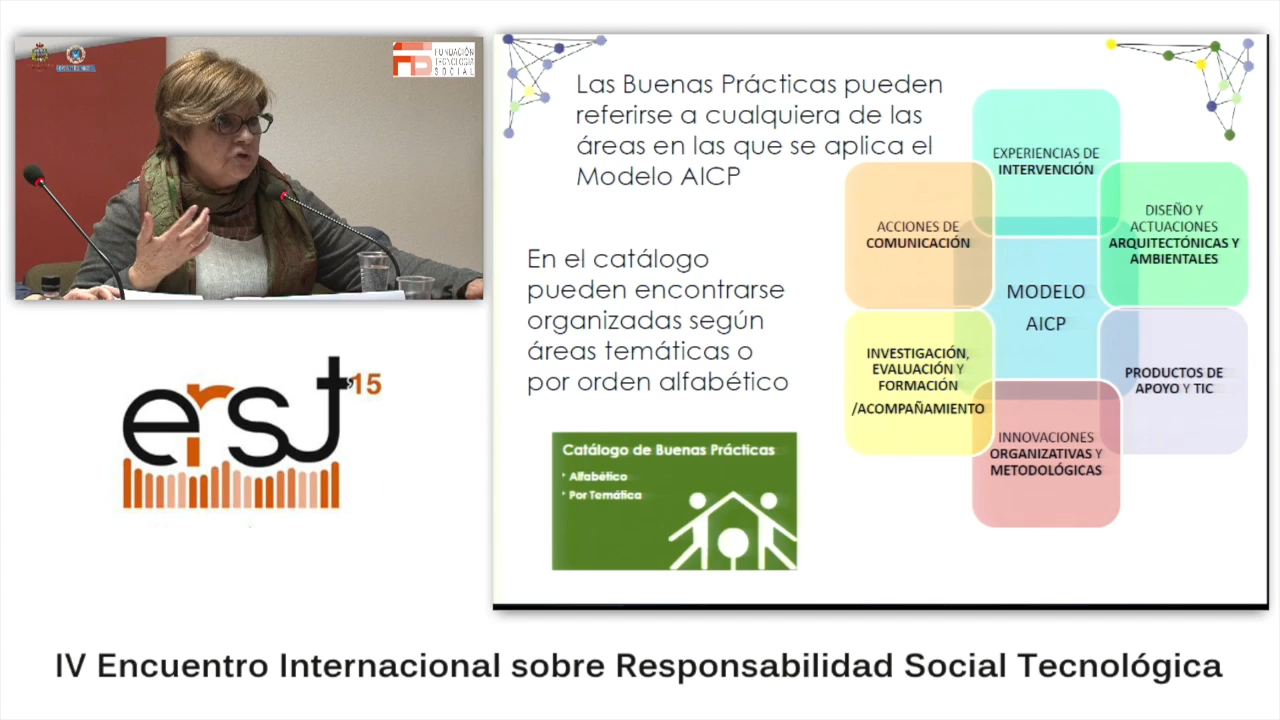 FUNDACIÓN
TECNOLOGÍA
SOCIAL
Las Buenas Prácticas pueden
referirse a cualquiera de las
áreas en las que se aplica el
Modelo AICP
En el catálogo
pueden encontrarse
organizadas según
áreas temáticas o
por orden alfabético
Catálogo de Buenas Prácticas
· Alfabético
· Por Temática
EXPERIENCIAS DE
INTERVENCIÓN
ACCIONES DE
COMUNICACIÓN
DISEÑO Y
ACTUACIONES
ARQUITECTÓNICAS Y
AMBIENTALES
MODELO
AICP
INVESTIGACIÓN,
EVALUACIÓN Y
FORMACIÓN
/ACOMPAÑAMIENTO
PRODUCTOS DE
APOYO Y TIC
INNOVACIONES
ORGANIZATIVAS Y
METODOLÓGICAS
erst'15
IV Encuentro Internacional sobre Responsabilidad Social Tecnológica